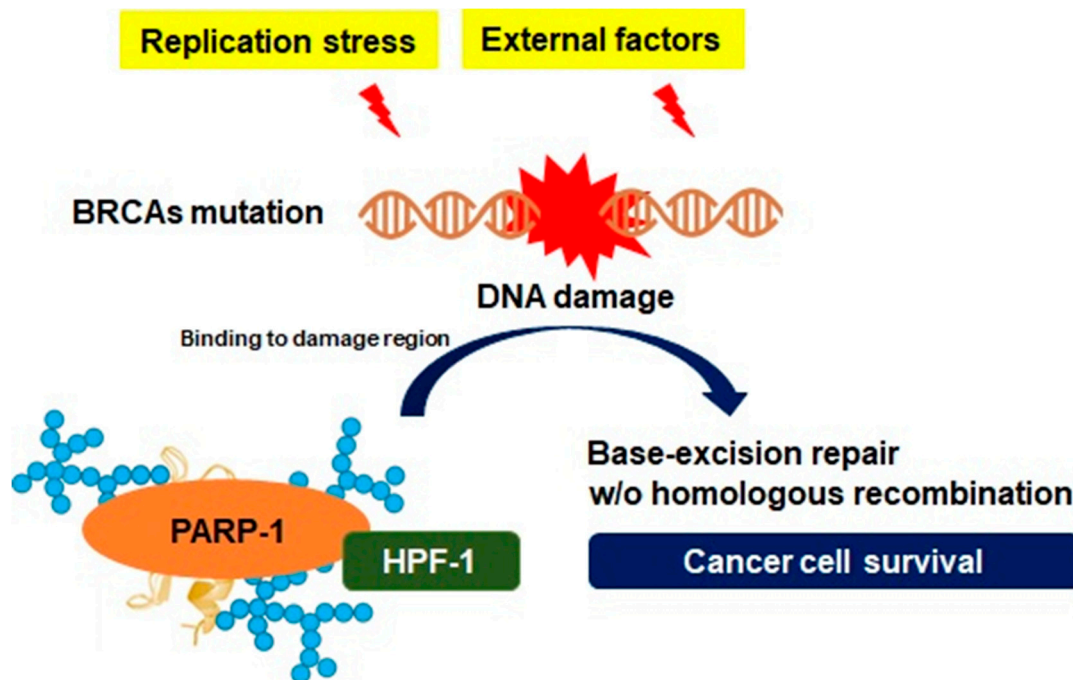 Replication stress
External factors
BRCAs mutation
DNA damage
Binding to damage region
PARP-1
HPF-1
Base-excision repair
w/o homologous recombination
Cancer cell survival